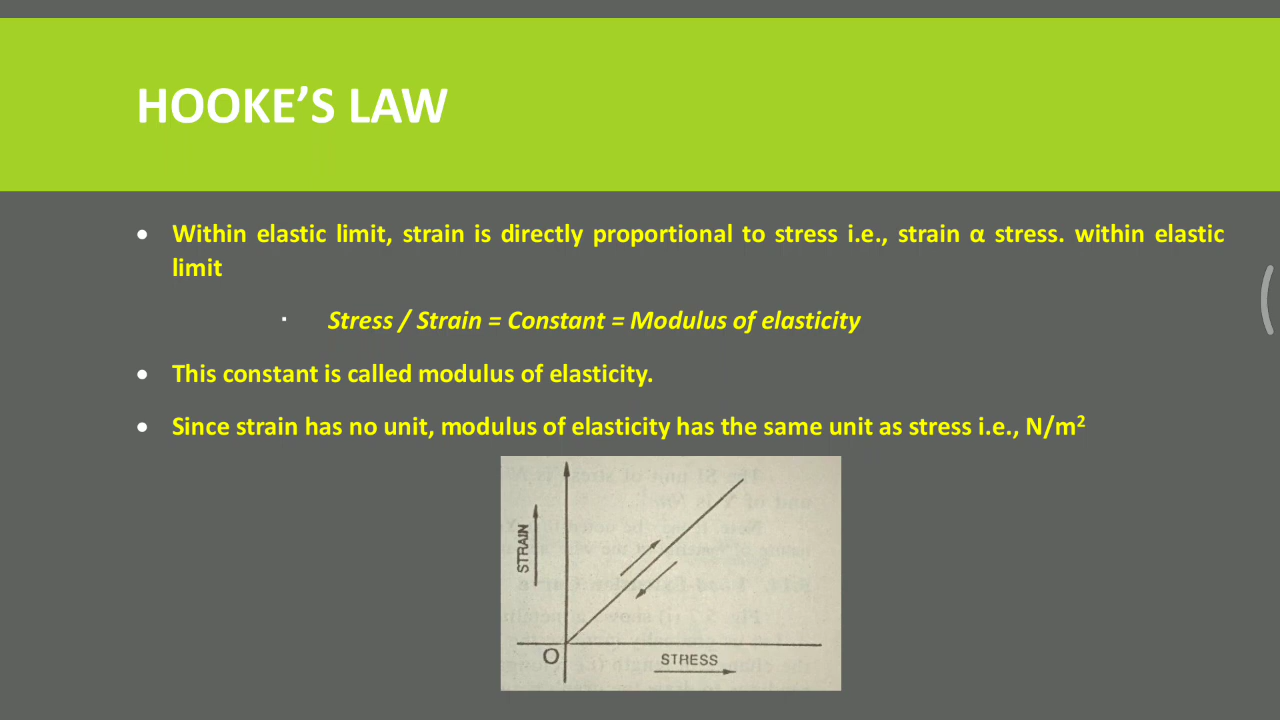 HOOKE’S LAW
• Within elastic limit, strain is directly proportional to stress i.e., strain α stress. within elastic
limit
▪ Stress / Strain = Constant = Modulus of elasticity
• This constant is called modulus of elasticity.
• Since strain has no unit, modulus of elasticity has the same unit as stress i.e., N/m²
STRAIN
O
STRESS